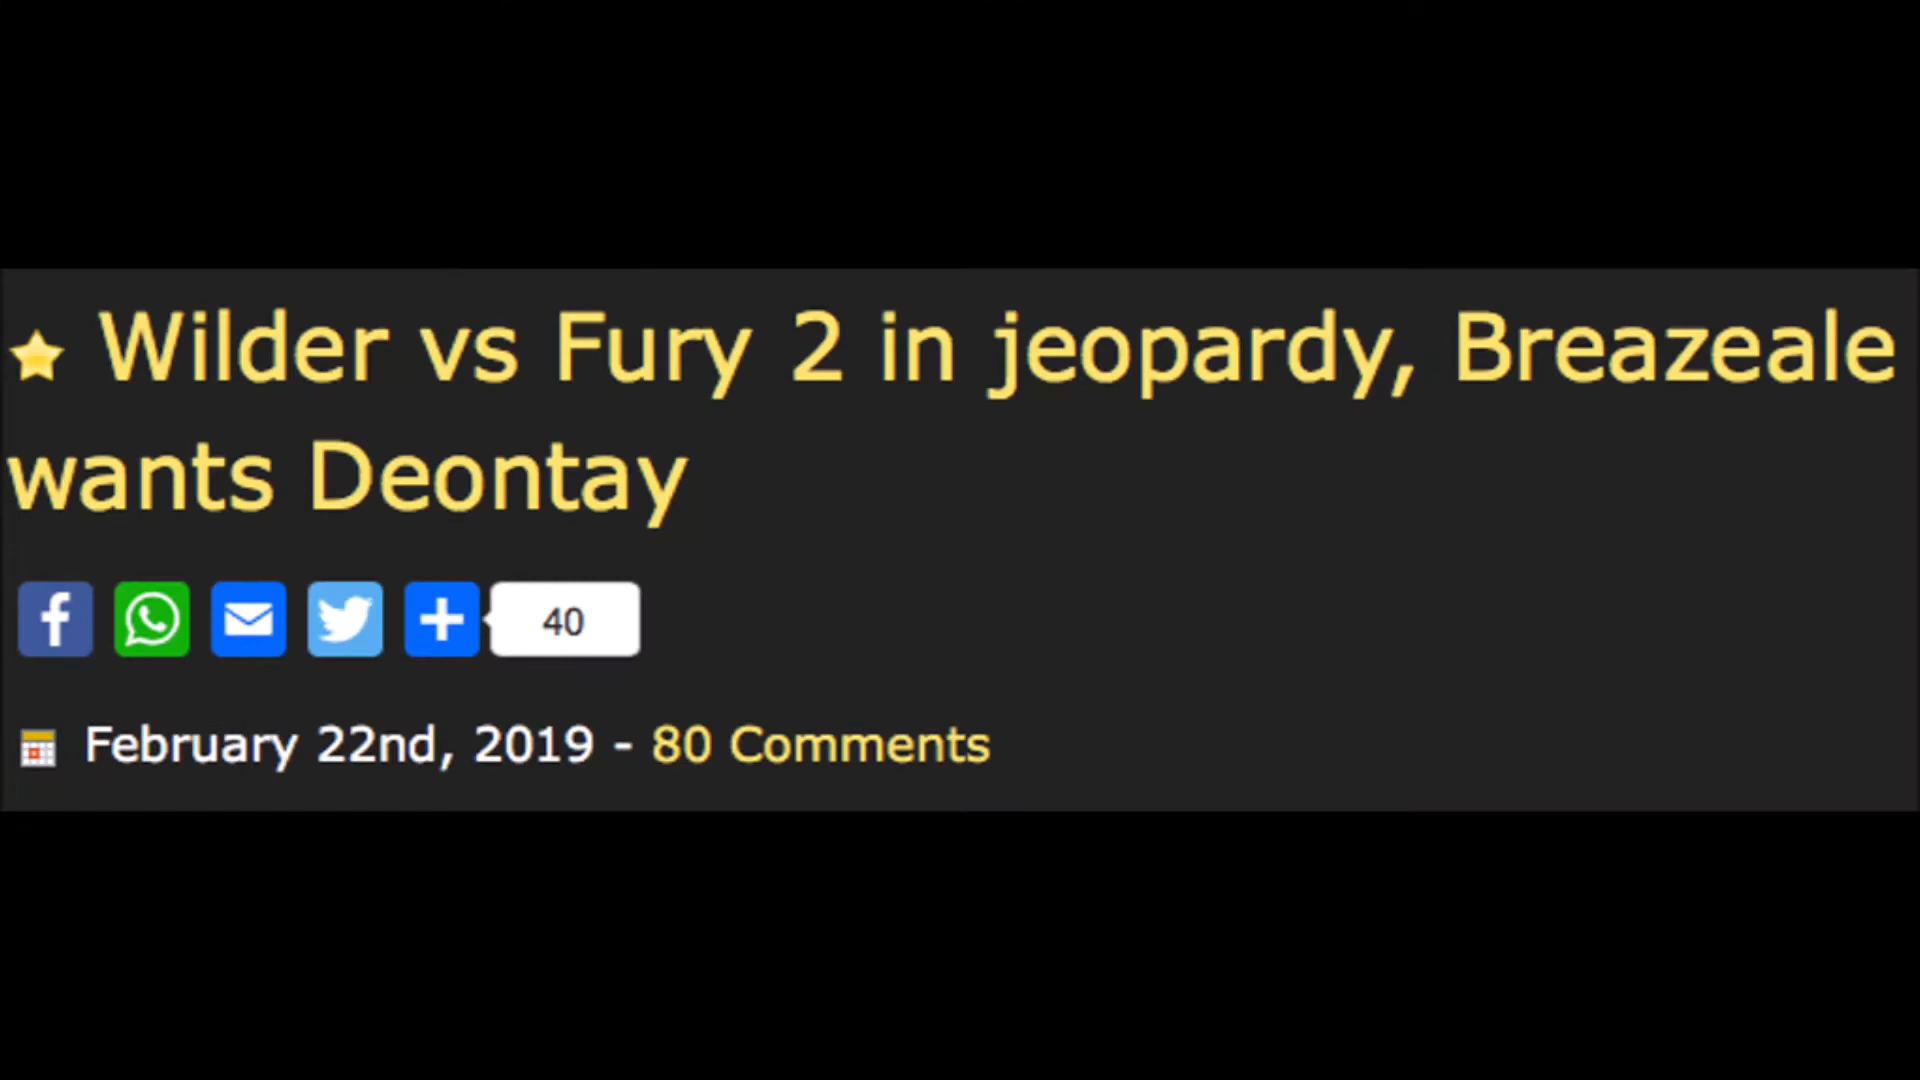 Wilder vs Fury 2 in jeopardy, Breazeale
wants Deontay
40
February 22nd, 2019 - 80 Comments